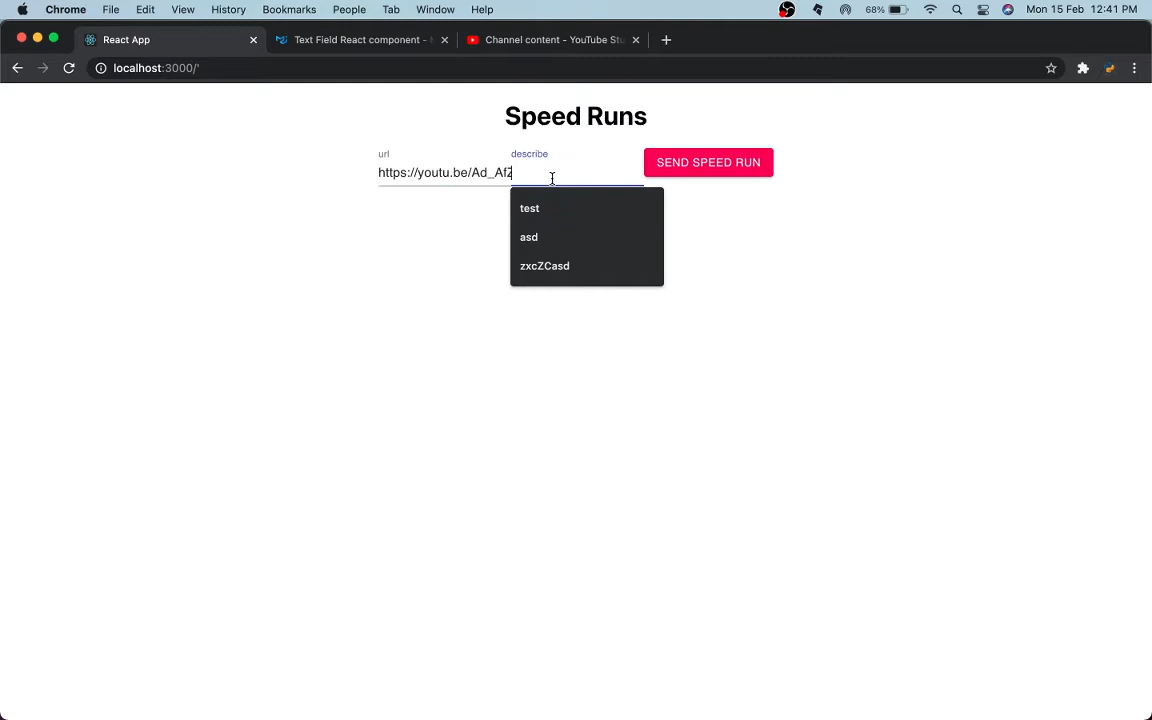 Chrome File Edit View History Bookmarks People Tab Window Help 68% Mon 15 Feb 12:41 PM
React App Text Field React component - Channel content - YouTube Stu
localhost:3000/'
Speed Runs
url describe
https://youtu.be/Ad_AfZ
SEND SPEED RUN
test
asd
zxcZCasd